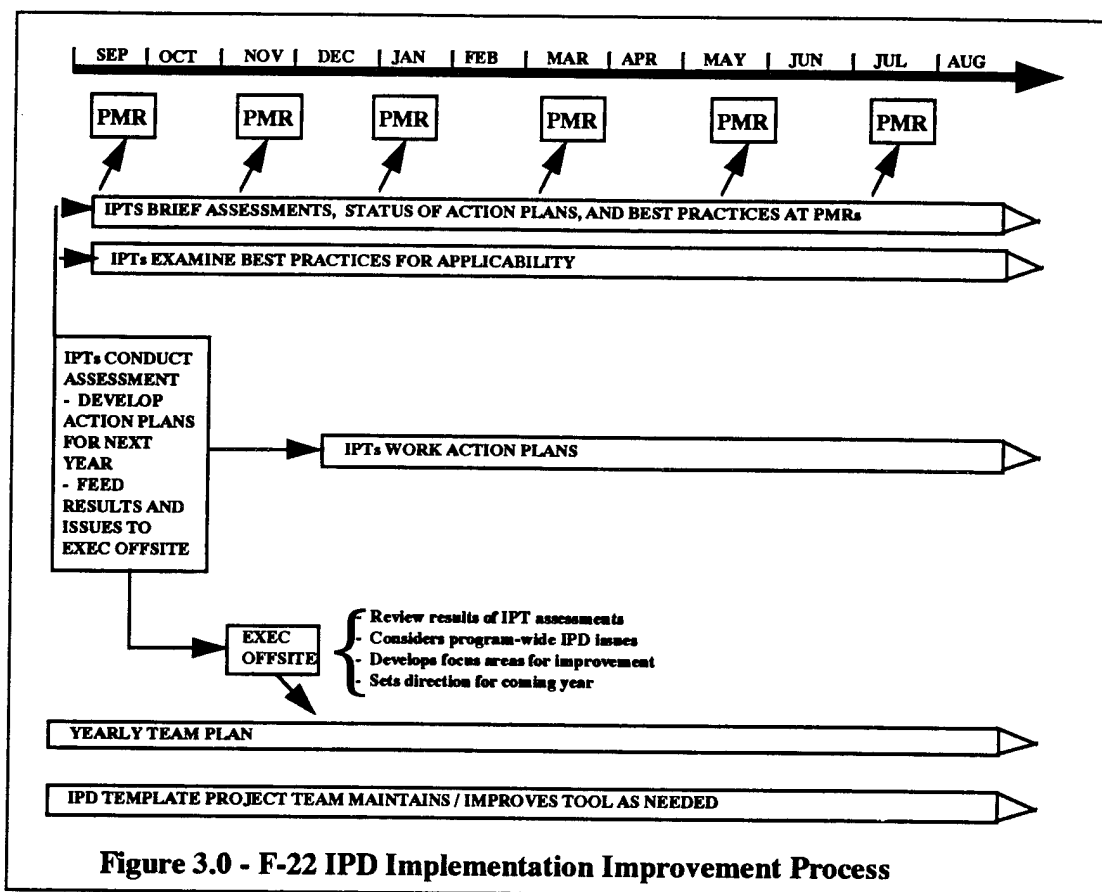 SEP OCT NOV DEC JAN FEB MAR APR MAY JUN JUL AUG
PMR PMR PMR PMR PMR PMR
IPTS BRIEF ASSESSMENTS, STATUS OF ACTION PLANS, AND BEST PRACTICES AT PMRs
IPTs EXAMINE BEST PRACTICES FOR APPLICABILITY
IPTs CONDUCT
ASSESSMENT
- DEVELOP
ACTION PLANS
FOR NEXT
YEAR
- FEED
RESULTS AND
ISSUES TO
EXEC OFFSITE
IPTs WORK ACTION PLANS
EXEC
OFFSITE
- Review results of IPT assessments
- Considers program-wide IPD issues
- Develops focus areas for improvement
- Sets direction for coming year
YEARLY TEAM PLAN
IPD TEMPLATE PROJECT TEAM MAINTAINS / IMPROVES TOOL AS NEEDED
Figure 3.0 - F-22 IPD Implementation Improvement Process